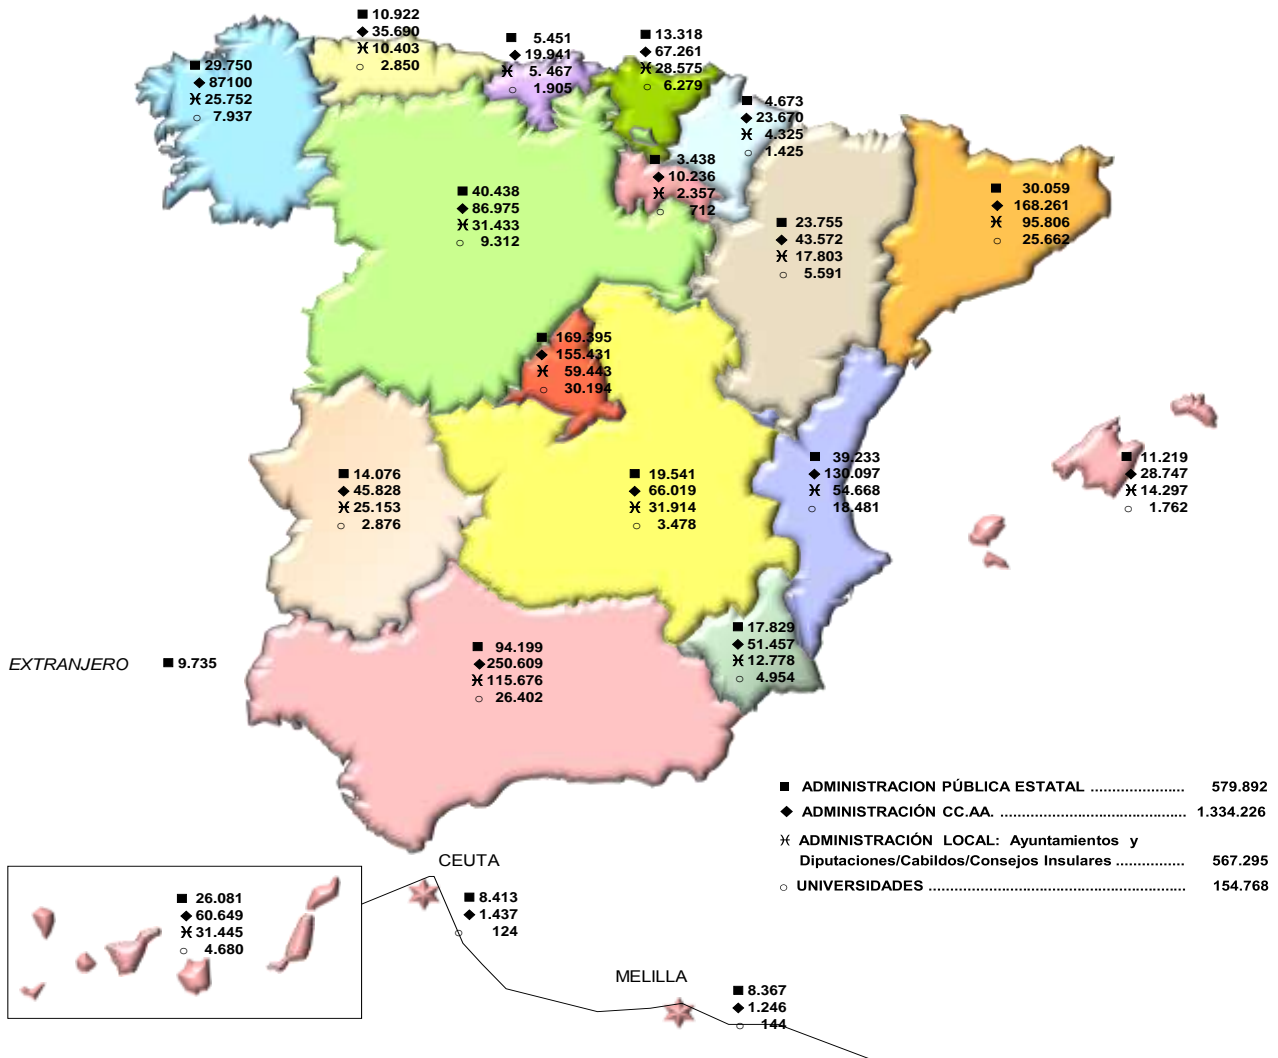 ■ 10.922
◆ 35.690
Ж 10.403
○ 2.850
■ 5.451
◆ 19.941
Ж 5. 467
○ 1.905
■ 13.318
◆ 67.261
Ж 28.575
○ 6.279
■ 29.750
◆ 87100
Ж 25.752
○ 7.937
■ 4.673
◆ 23.670
Ж 4.325
○ 1.425
■ 3.438
◆ 10.236
Ж 2.357
○ 712
■ 40.438
◆ 86.975
Ж 31.433
○ 9.312
■ 23.755
◆ 43.572
Ж 17.803
○ 5.591
■ 30.059
◆ 168.261
Ж 95.806
○ 25.662
■ 169.395
◆ 155.431
Ж 59.443
○ 30.194
■ 14.076
◆ 45.828
Ж 25.153
○ 2.876
■ 19.541
◆ 66.019
Ж 31.914
○ 3.478
■ 39.233
◆ 130.097
Ж 54.668
○ 18.481
■ 11.219
◆ 28.747
Ж 14.297
○ 1.762
■ 17.829
◆ 51.457
Ж 12.778
○ 4.954
EXTRANJERO ■ 9.735
■ 94.199
◆ 250.609
Ж 115.676
○ 26.402
■ ADMINISTRACION PÚBLICA ESTATAL ...................... 579.892
◆ ADMINISTRACIÓN CC.AA. ........................................... 1.334.226
Ж ADMINISTRACIÓN LOCAL: Ayuntamientos y
Diputaciones/Cabildos/Consejos Insulares ................ 567.295
○ UNIVERSIDADES ............................................................ 154.768
CEUTA
■ 8.413
◆ 1.437
○ 124
■ 26.081
◆ 60.649
Ж 31.445
○ 4.680
MELILLA
■ 8.367
◆ 1.246
○ 144